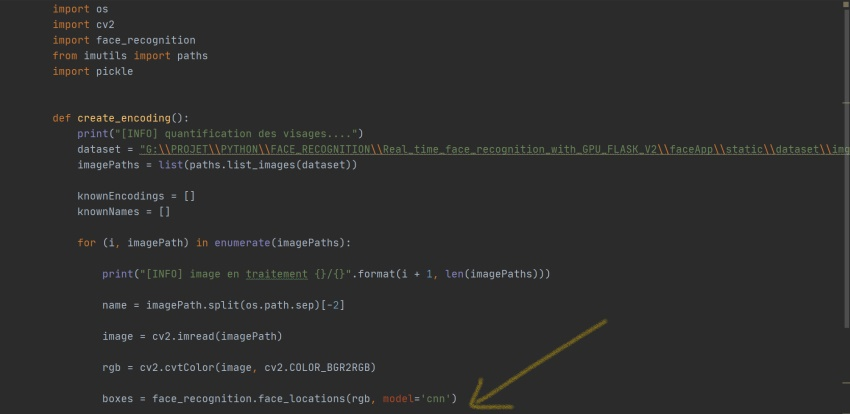 import os
import cv2
import face_recognition
from imutils import paths
import pickle
def create_encoding():
print("[INFO] quantification des visages....")
dataset = "G:\\PROJET\\PYTHON\\FACE_RECOGNITION\\Real_time_face_recognition_with_GPU_FLASK_V2\\faceApp\\static\\dataset\\img
imagePaths = list(paths.list_images(dataset))
knownEncodings = []
knownNames = []
for (i, imagePath) in enumerate(imagePaths):
print("[INFO] image en traitement {}/{}".format(i + 1, len(imagePaths)))
name = imagePath.split(os.path.sep)[-2]
image = cv2.imread(imagePath)
rgb = cv2.cvtColor(image, cv2.COLOR_BGR2RGB)
boxes = face_recognition.face_locations(rgb, model='cnn')